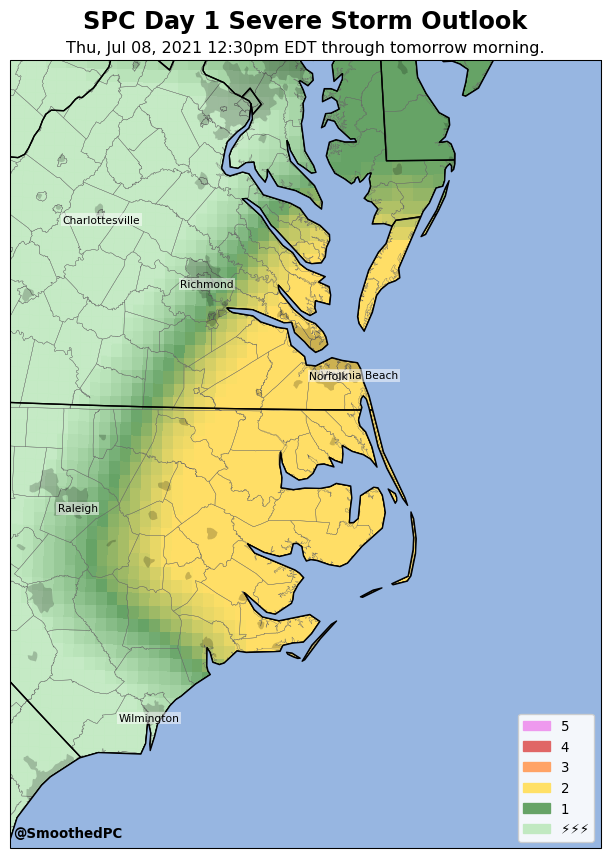 SPC Day 1 Severe Storm Outlook
Thu, Jul 08, 2021 12:30pm EDT through tomorrow morning.
Charlottesville
Richmond
Norfolk Virginia Beach
Raleigh
Wilmington
5
4
3
2
1
⚡⚡⚡
@SmoothedPC